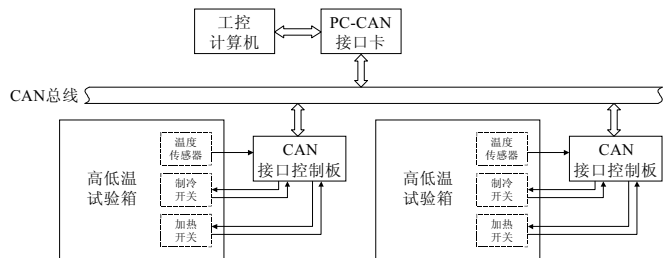 工控
计算机
PC-CAN
接口卡
CAN总线
温度
传感器
CAN
接口控制板
高低温
试验箱
制冷
开关
加热
开关
温度
传感器
CAN
接口控制板
高低温
试验箱
制冷
开关
加热
开关